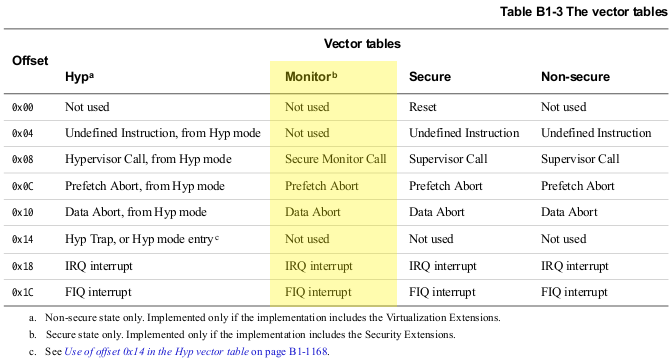 Table B1-3 The vector tables
Vector tables
Offset
Hypᵃ Monitorᵇ Secure Non-secure
0x00 Not used Not used Reset Not used
0x04 Undefined Instruction, from Hyp mode Not used Undefined Instruction Undefined Instruction
0x08 Hypervisor Call, from Hyp mode Secure Monitor Call Supervisor Call Supervisor Call
0x0C Prefetch Abort, from Hyp mode Prefetch Abort Prefetch Abort Prefetch Abort
0x10 Data Abort, from Hyp mode Data Abort Data Abort Data Abort
0x14 Hyp Trap, or Hyp mode entryᶜ Not used Not used Not used
0x18 IRQ interrupt IRQ interrupt IRQ interrupt IRQ interrupt
0x1C FIQ interrupt FIQ interrupt FIQ interrupt FIQ interrupt
a. Non-secure state only. Implemented only if the implementation includes the Virtualization Extensions.
b. Secure state only. Implemented only if the implementation includes the Security Extensions.
c. See Use of offset 0x14 in the Hyp vector table on page B1-1168.